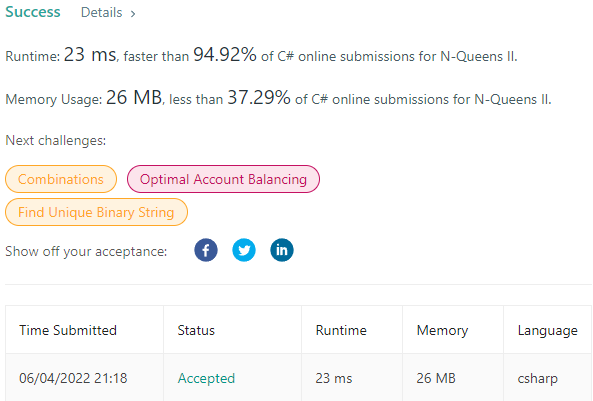 Success Details >
Runtime: 23 ms, faster than 94.92% of C# online submissions for N-Queens II.
Memory Usage: 26 MB, less than 37.29% of C# online submissions for N-Queens II.
Next challenges:
Combinations Optimal Account Balancing
Find Unique Binary String
Show off your acceptance: f in
Time Submitted Status Runtime Memory Language
06/04/2022 21:18 Accepted 23 ms 26 MB csharp